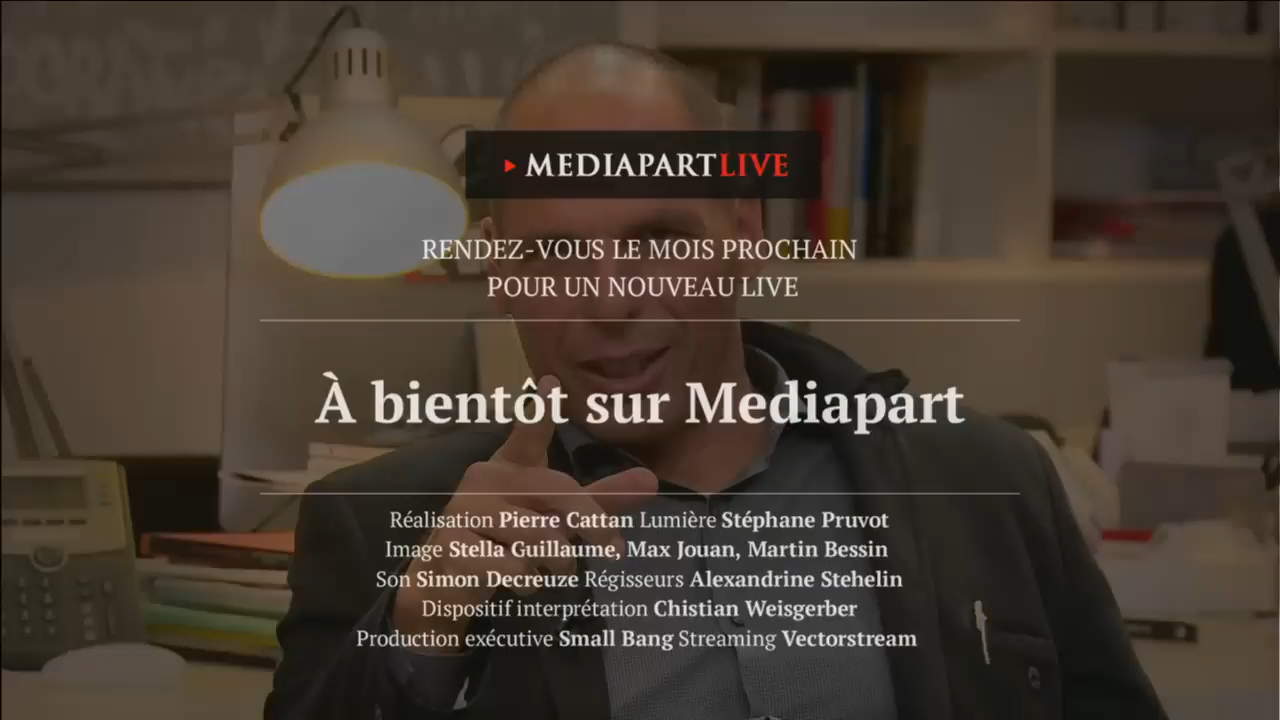 MEDIAPARTLIVE
RENDEZ-VOUS LE MOIS PROCHAIN
POUR UN NOUVEAU LIVE
À bientôt sur Mediapart
Réalisation Pierre Cattan Lumière Stéphane Pruvot
Image Stella Guillaume, Max Jouan, Martin Bessin
Son Simon Decreuze Régisseurs Alexandrine Stehelin
Dispositif interprétation Chistian Weisgerber
Production exécutive Small Bang Streaming Vectorstream